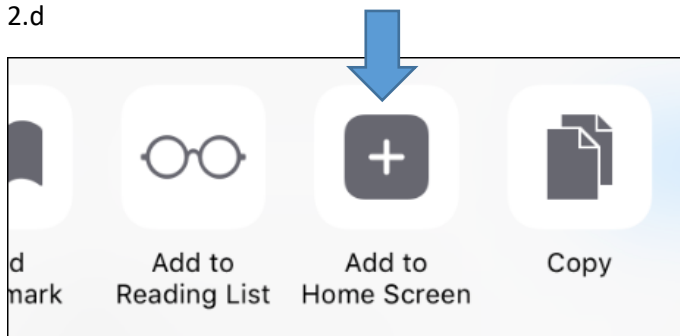 2.d
d
mark
Add to
Reading List
Add to
Home Screen
Copy